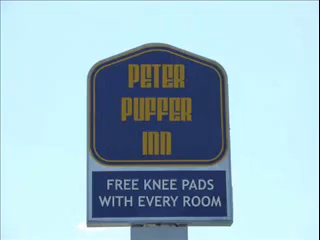 PETER
PUFFER
INN
FREE KNEE PADS
WITH EVERY ROOM